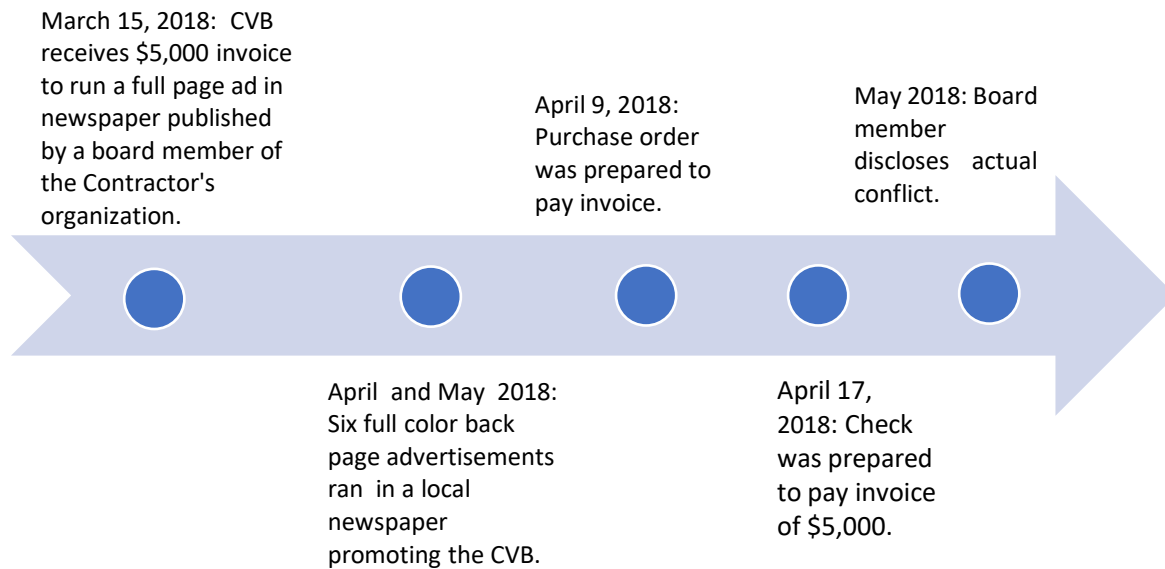 March 15, 2018: CVB
receives $5,000 invoice
to run a full page ad in
newspaper published
by a board member of
the Contractor's
organization.
April and May 2018:
Six full color back
page advertisements
ran in a local
newspaper
promoting the CVB.
April 9, 2018:
Purchase order
was prepared to
pay invoice.
April 17,
2018: Check
was prepared
to pay invoice
of $5,000.
May 2018: Board
member
discloses actual
conflict.